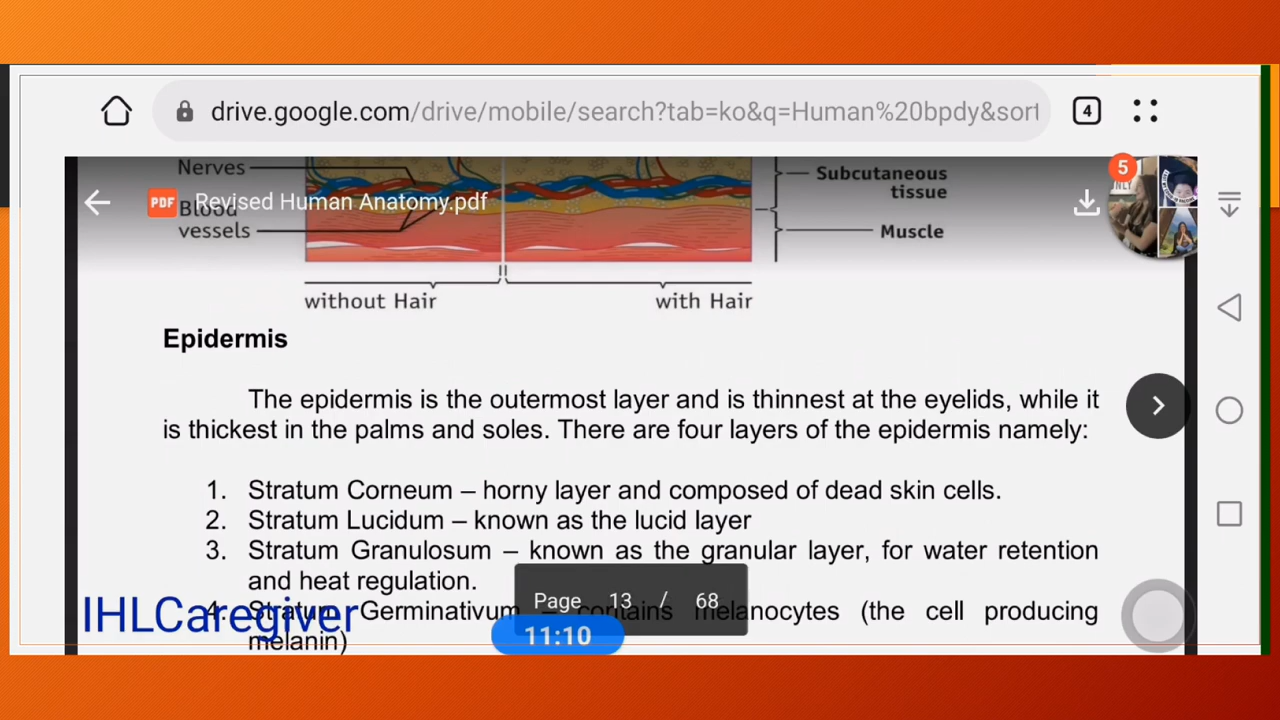 drive.google.com/drive/mobile/search?tab=ko&q=Human%20bpdy&sort
4
Nerves
Subcutaneous
tissue
5
PDF Revised Human Anatomy.pdf
Blood
vessels
Muscle
without Hair
with Hair
Epidermis
The epidermis is the outermost layer and is thinnest at the eyelids, while it
is thickest in the palms and soles. There are four layers of the epidermis namely:
1. Stratum Corneum – horny layer and composed of dead skin cells.
2. Stratum Lucidum – known as the lucid layer
3. Stratum Granulosum – known as the granular layer, for water retention
and heat regulation.
Page 13 / 68
4. Stratum Germinativum – contains melanocytes (the cell producing
melanin)
IHLCaregiver
11:10